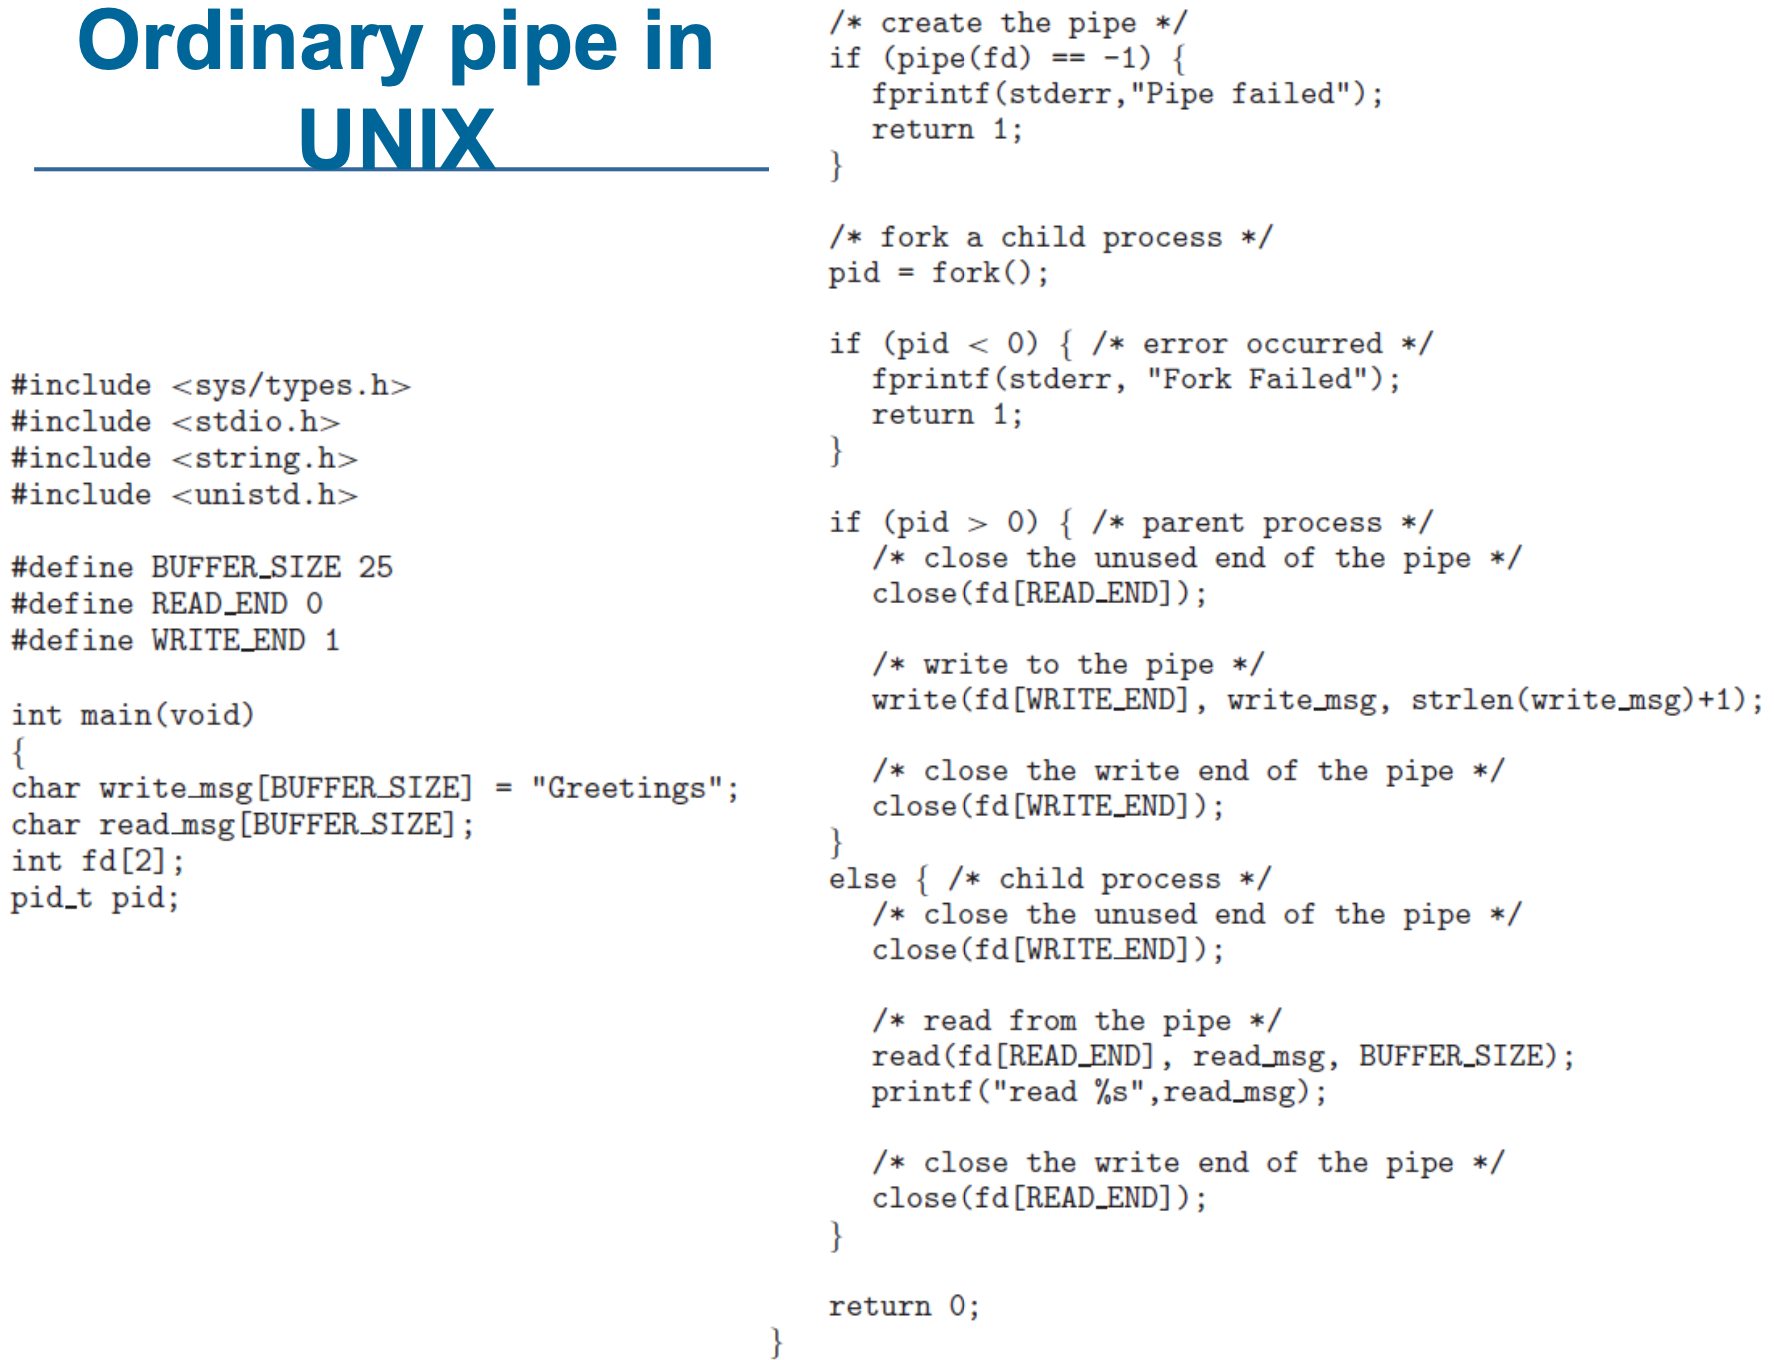 Ordinary pipe in
UNIX
#include <sys/types.h>
#include <stdio.h>
#include <string.h>
#include <unistd.h>
#define BUFFER_SIZE 25
#define READ_END 0
#define WRITE_END 1
int main(void)
{
char write_msg[BUFFER_SIZE] = "Greetings";
char read_msg[BUFFER_SIZE];
int fd[2];
pid_t pid;
/* create the pipe */
if (pipe(fd) == -1) {
fprintf(stderr,"Pipe failed");
return 1;
}
/* fork a child process */
pid = fork();
if (pid < 0) { /* error occurred */
fprintf(stderr, "Fork Failed");
return 1;
}
if (pid > 0) { /* parent process */
/* close the unused end of the pipe */
close(fd[READ_END]);
/* write to the pipe */
write(fd[WRITE_END], write_msg, strlen(write_msg)+1);
/* close the write end of the pipe */
close(fd[WRITE_END]);
}
else { /* child process */
/* close the unused end of the pipe */
close(fd[WRITE_END]);
/* read from the pipe */
read(fd[READ_END], read_msg, BUFFER_SIZE);
printf("read %s",read_msg);
/* close the write end of the pipe */
close(fd[READ_END]);
}
return 0;
}